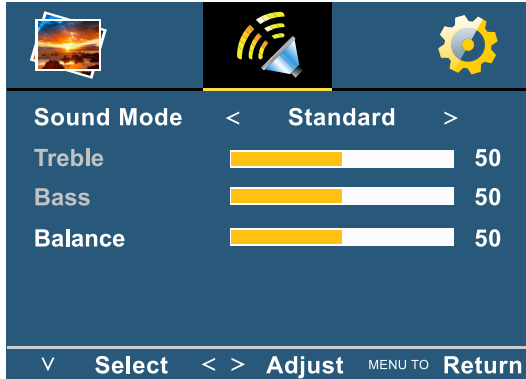 Sound Mode < Standard >
Treble 50
Bass 50
Balance 50
∨ Select < > Adjust MENU TO Return